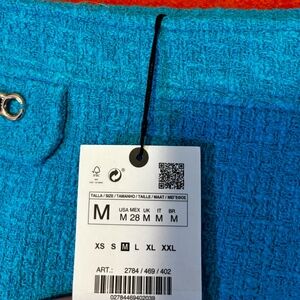 FSC
TALLA / SIZE / TAMANHO / TAILLE / MAAT / ΜΕΓΕΘΟΣ
M
USA MEX UK IT BR
M 28 M M M
XS S M L XL XXL
ART.: 2784 / 469 / 402
02784469402039